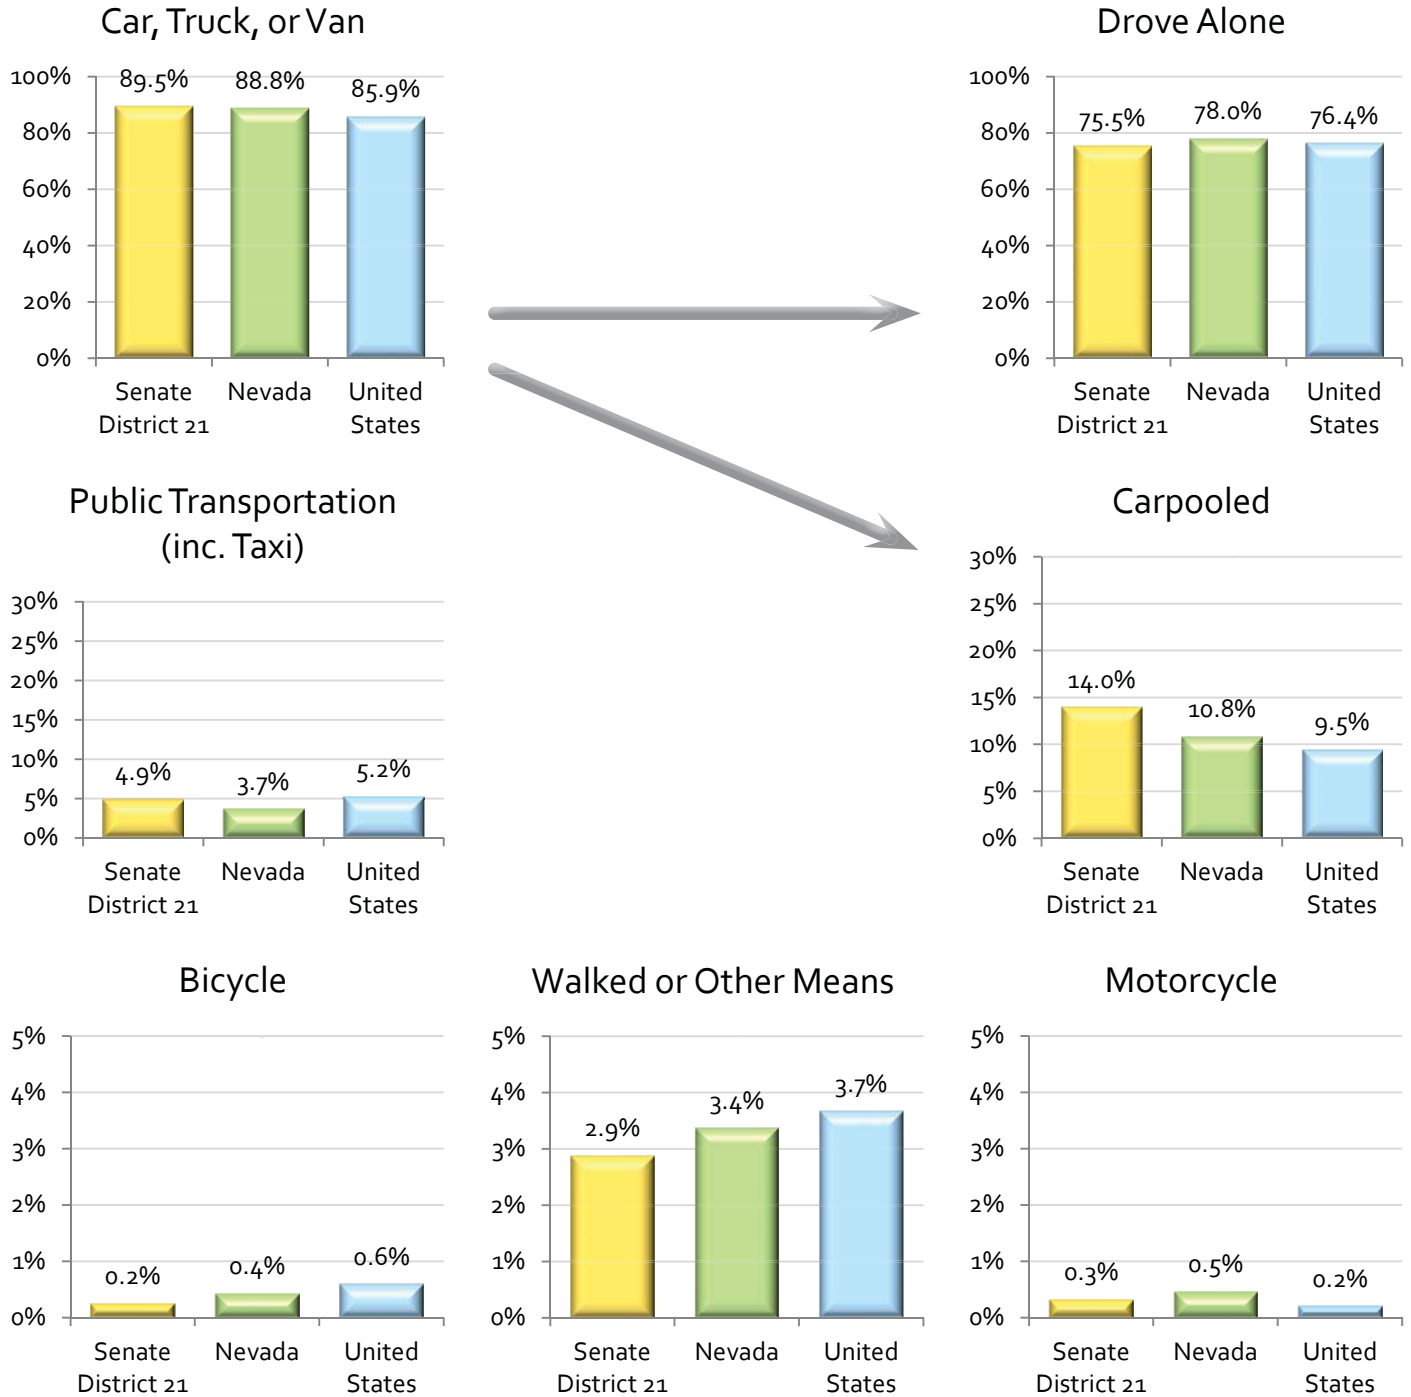 Car, Truck, or Van
100%
80%
60%
40%
20%
0%
89.5%
88.8%
85.9%
Senate
District 21
Nevada
United
States
Drove Alone
100%
80%
60%
40%
20%
0%
75.5%
78.0%
76.4%
Senate
District 21
Nevada
United
States
Public Transportation
(inc. Taxi)
30%
25%
20%
15%
10%
5%
0%
4.9%
3.7%
5.2%
Senate
District 21
Nevada
United
States
Carpooled
30%
25%
20%
15%
10%
5%
0%
14.0%
10.8%
9.5%
Senate
District 21
Nevada
United
States
Bicycle
5%
4%
3%
2%
1%
0%
0.2%
0.4%
0.6%
Senate
District 21
Nevada
United
States
Walked or Other Means
5%
4%
3%
2%
1%
0%
2.9%
3.4%
3.7%
Senate
District 21
Nevada
United
States
Motorcycle
5%
4%
3%
2%
1%
0%
0.3%
0.5%
0.2%
Senate
District 21
Nevada
United
States